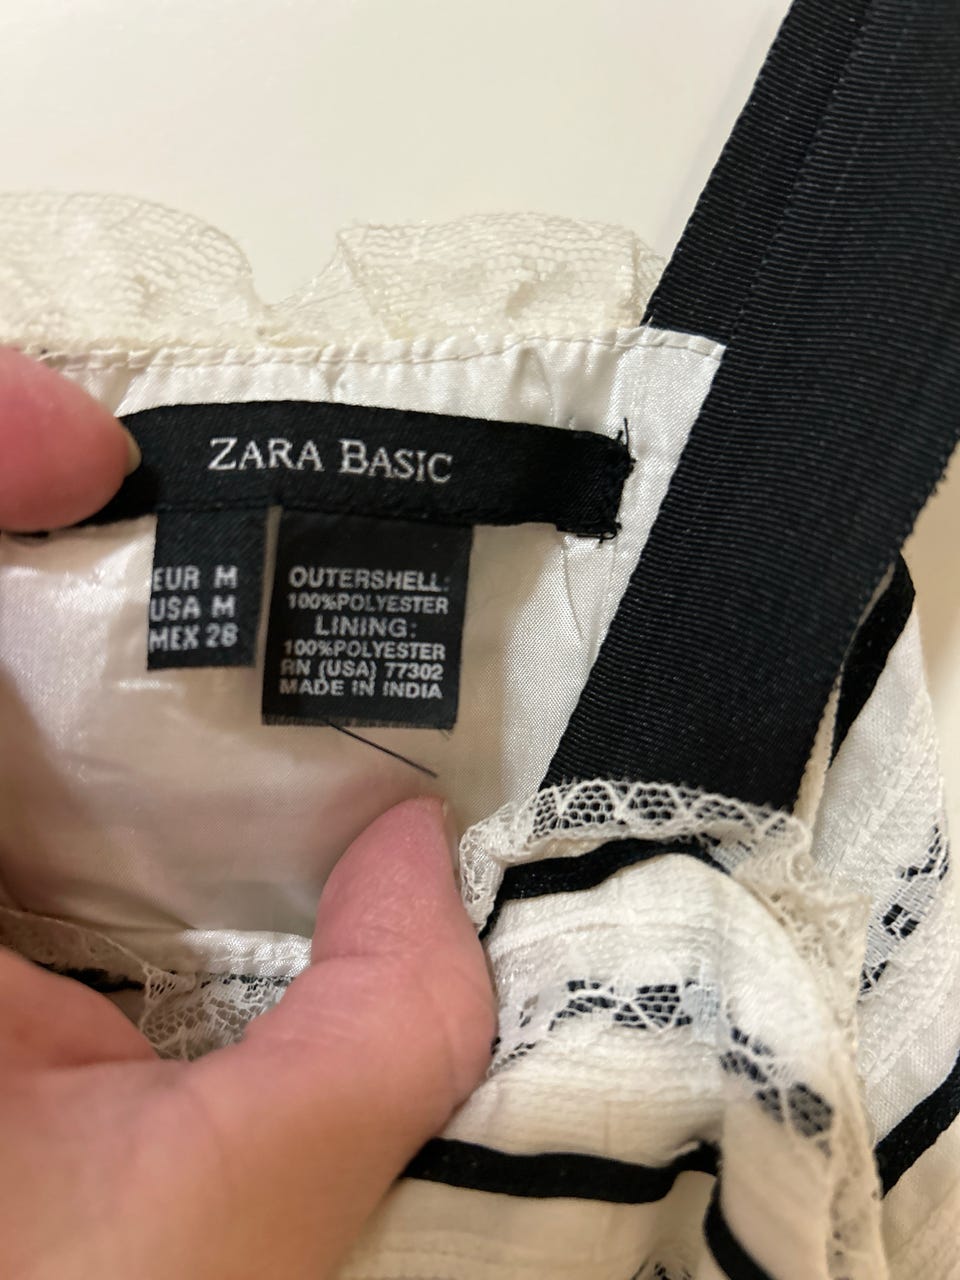 ZARA BASIC
EUR M
USA M
MEX 28
OUTERSHELL:
100%POLYESTER
LINING:
100%POLYESTER
RN (USA) 77302
MADE IN INDIA